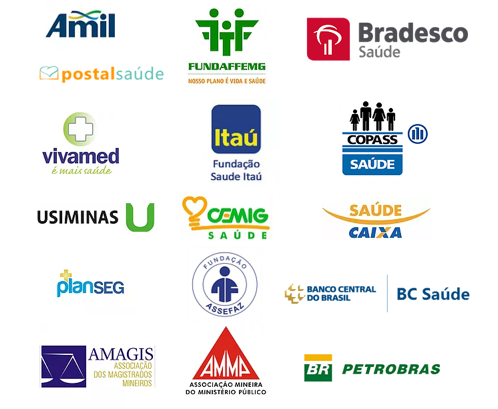 Amil
postalsaúde
FUNDAFFEMG
NOSSO PLANO É VIDA E SAÚDE
Bradesco
Saúde
vivamed
é mais saúde
Itaú
Fundação
Saude Itaú
COPASS
SAÚDE
USIMINAS U
CEMIG
SAÚDE
SAÚDE
CAIXA
planSEG
FUNDAÇÃO
ASSEFAZ
BANCO CENTRAL
DO BRASIL
BC Saúde
AMAGIS
ASSOCIAÇÃO
DOS MAGISTRADOS
MINEIROS
AMMP
ASSOCIAÇÃO MINEIRA
DO MINISTÉRIO PÚBLICO
BR PETROBRAS